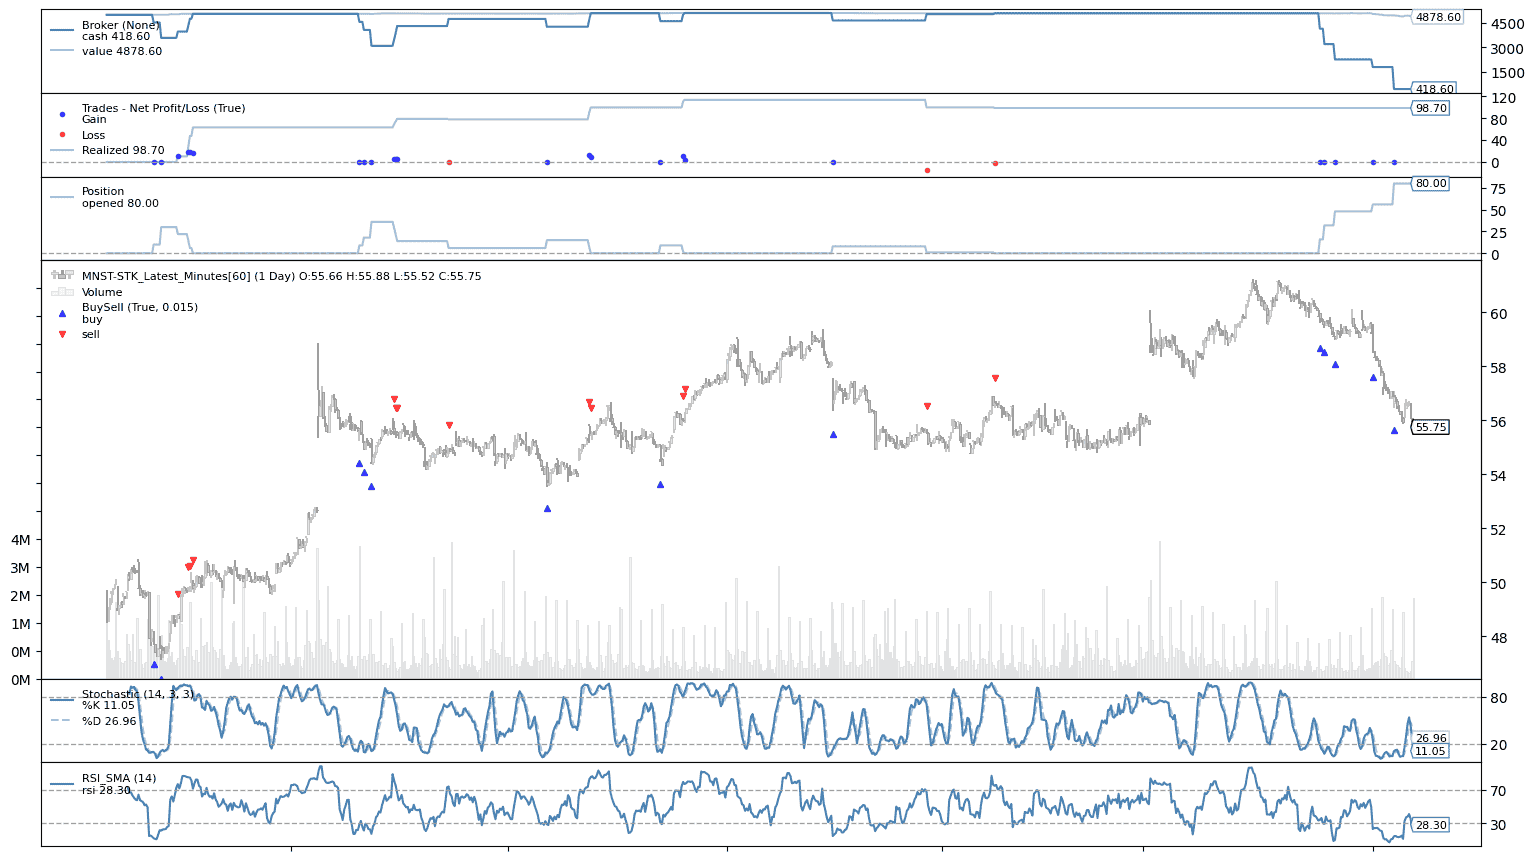 Broker (None)
cash 418.60
value 4878.60
4878.60
4500
3000
1500
418.60
Trades - Net Profit/Loss (True)
Gain
Loss
Realized 98.70
120
98.70
80
40
0
Position
opened 80.00
80.00
75
50
25
0
MNST-STK_Latest_Minutes[60] (1 Day) O:55.66 H:55.88 L:55.52 C:55.75
Volume
BuySell (True, 0.015)
buy
sell
60
58
56
55.75
54
52
50
48
4M
3M
2M
1M
0M
0M
Stochastic (14, 3, 3)
%K 11.05
%D 26.96
80
26.96
20
11.05
RSI_SMA (14)
rsi 28.30
70
30
28.30